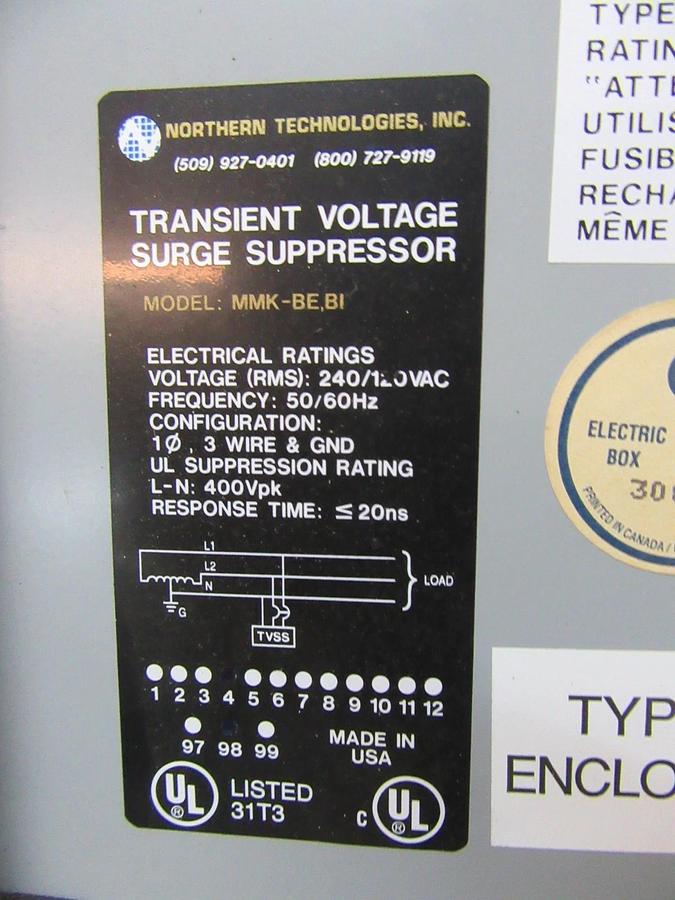 NORTHERN TECHNOLOGIES, INC.
(509) 927-0401 (800) 727-9119
TRANSIENT VOLTAGE
SURGE SUPPRESSOR
MODEL: MMK-BE,BI
ELECTRICAL RATINGS
VOLTAGE (RMS): 240/120VAC
FREQUENCY: 50/60Hz
CONFIGURATION:
1Ø, 3 WIRE & GND
UL SUPPRESSION RATING
L-N: 400Vpk
RESPONSE TIME: ≤20ns
L1
L2
N
G
LOAD
TVSS
1 2 3 4 5 6 7 8 9 10 11 12
97 98 99
MADE IN
USA
UL
®
LISTED
31T3
C
UL
®
TYPE
RATIN
"ATTE
UTILIS
FUSIB
RECHA
MÊME
ELECTRIC
BOX
30
PRINTED IN CANADA /
TYP
ENCLO